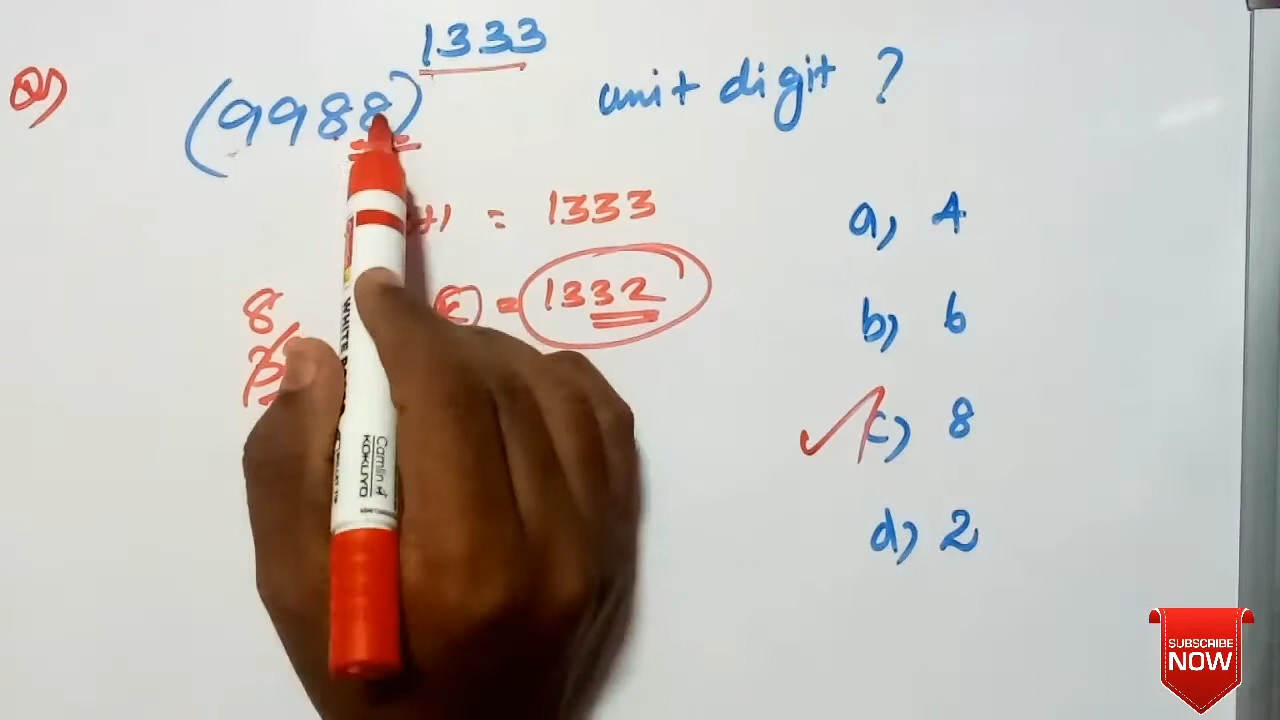 Q) (9988)^1333 unit digit ?
+1 = 1333
= 1332
8
a) 4
b) 6
c) 8
d) 2
SUBSCRIBE
NOW
Camlin
KOKUYO